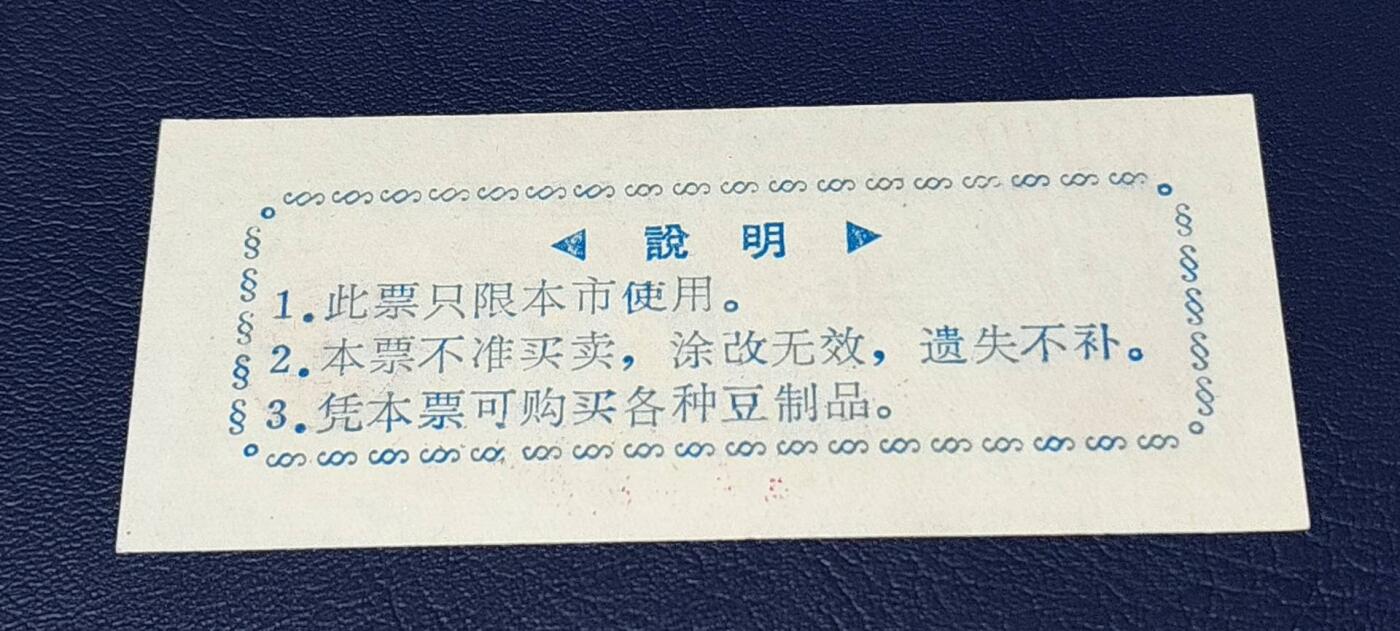 說明
1.此票只限本市使用。
2.本票不准买卖，涂改无效，遗失不补。
3.凭本票可购买各种豆制品。